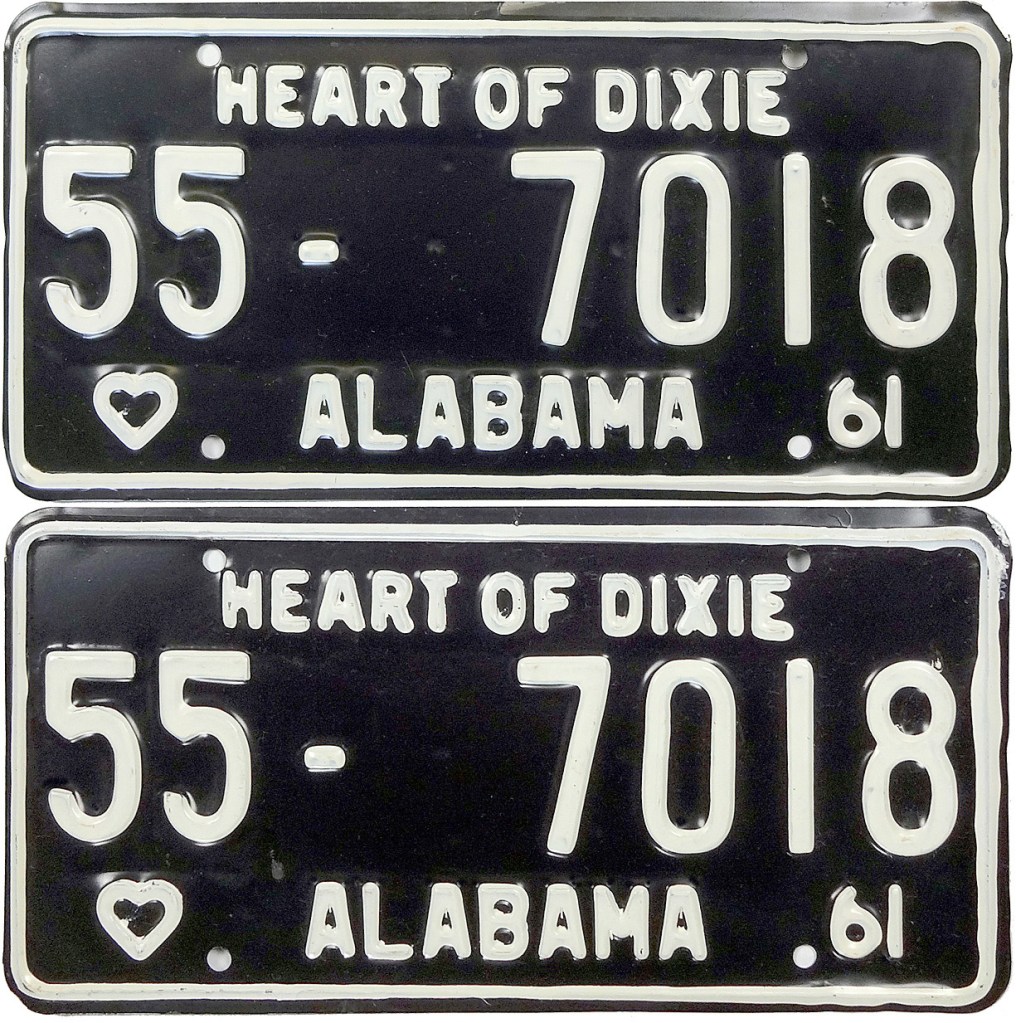 HEART OF DIXIE
55-7018
ALABAMA 61
HEART OF DIXIE
55-7018
ALABAMA 61